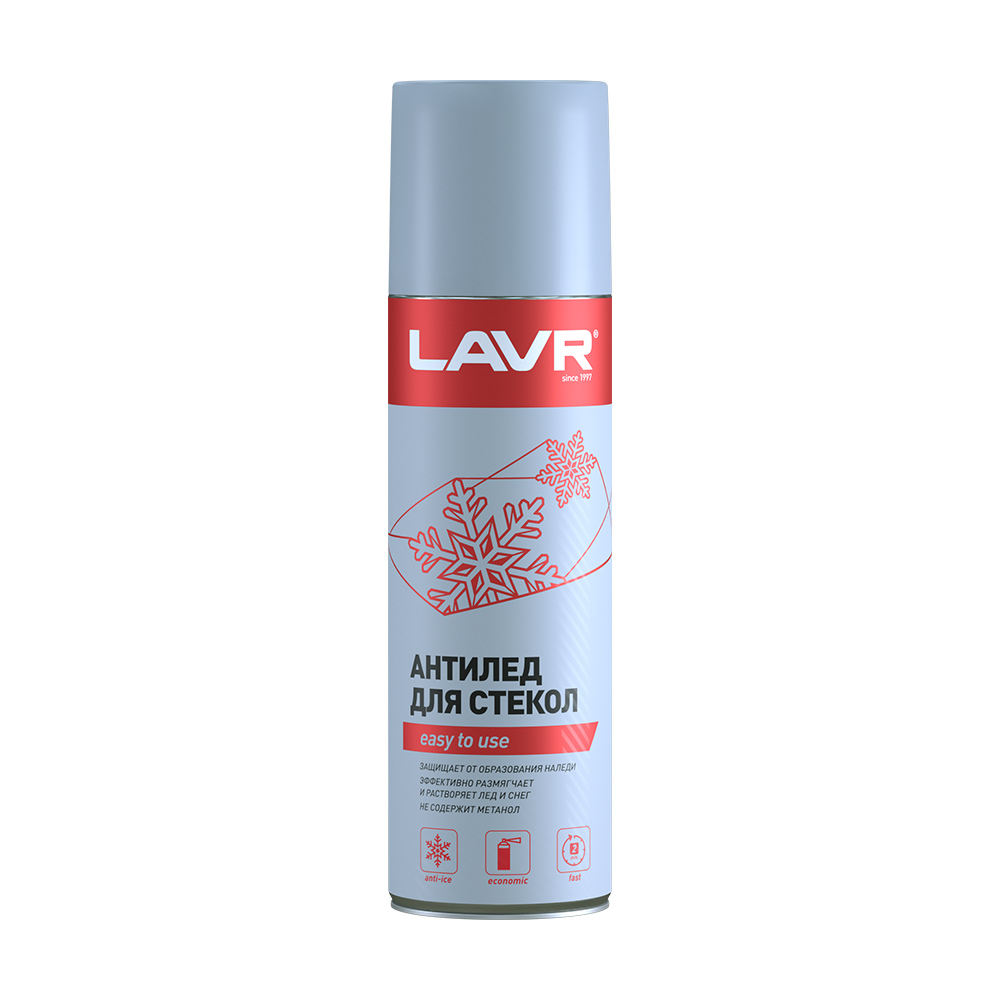 LAVR®
since 1997
АНТИЛЕД
ДЛЯ СТЕКОЛ
easy to use
ЗАЩИЩАЕТ ОТ ОБРАЗОВАНИЯ НАЛЕДИ
ЭФФЕКТИВНО РАЗМЯГЧАЕТ
И РАСТВОРЯЕТ ЛЕД И СНЕГ
НЕ СОДЕРЖИТ МЕТАНОЛ
2
anti-ice economic fast